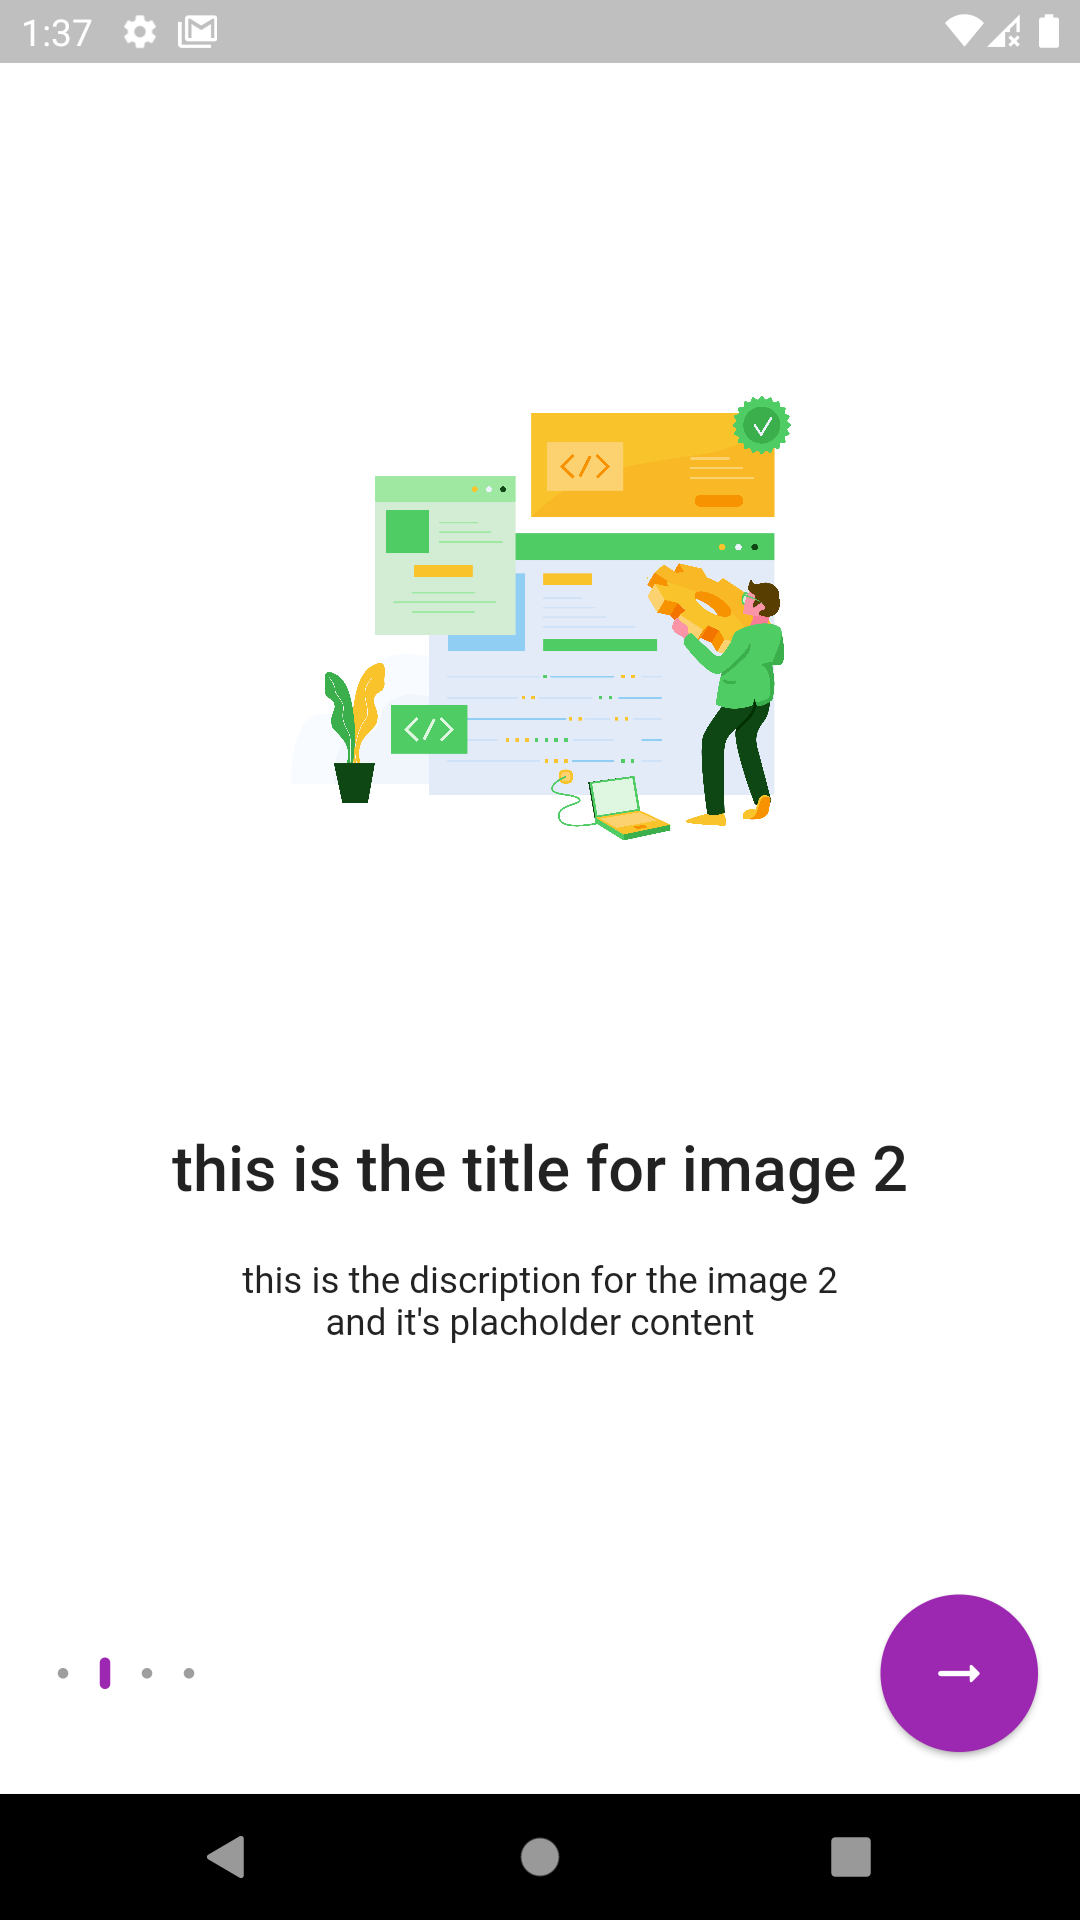 1:37
</>
</>
this is the title for image 2
this is the discription for the image 2
and it's placholder content